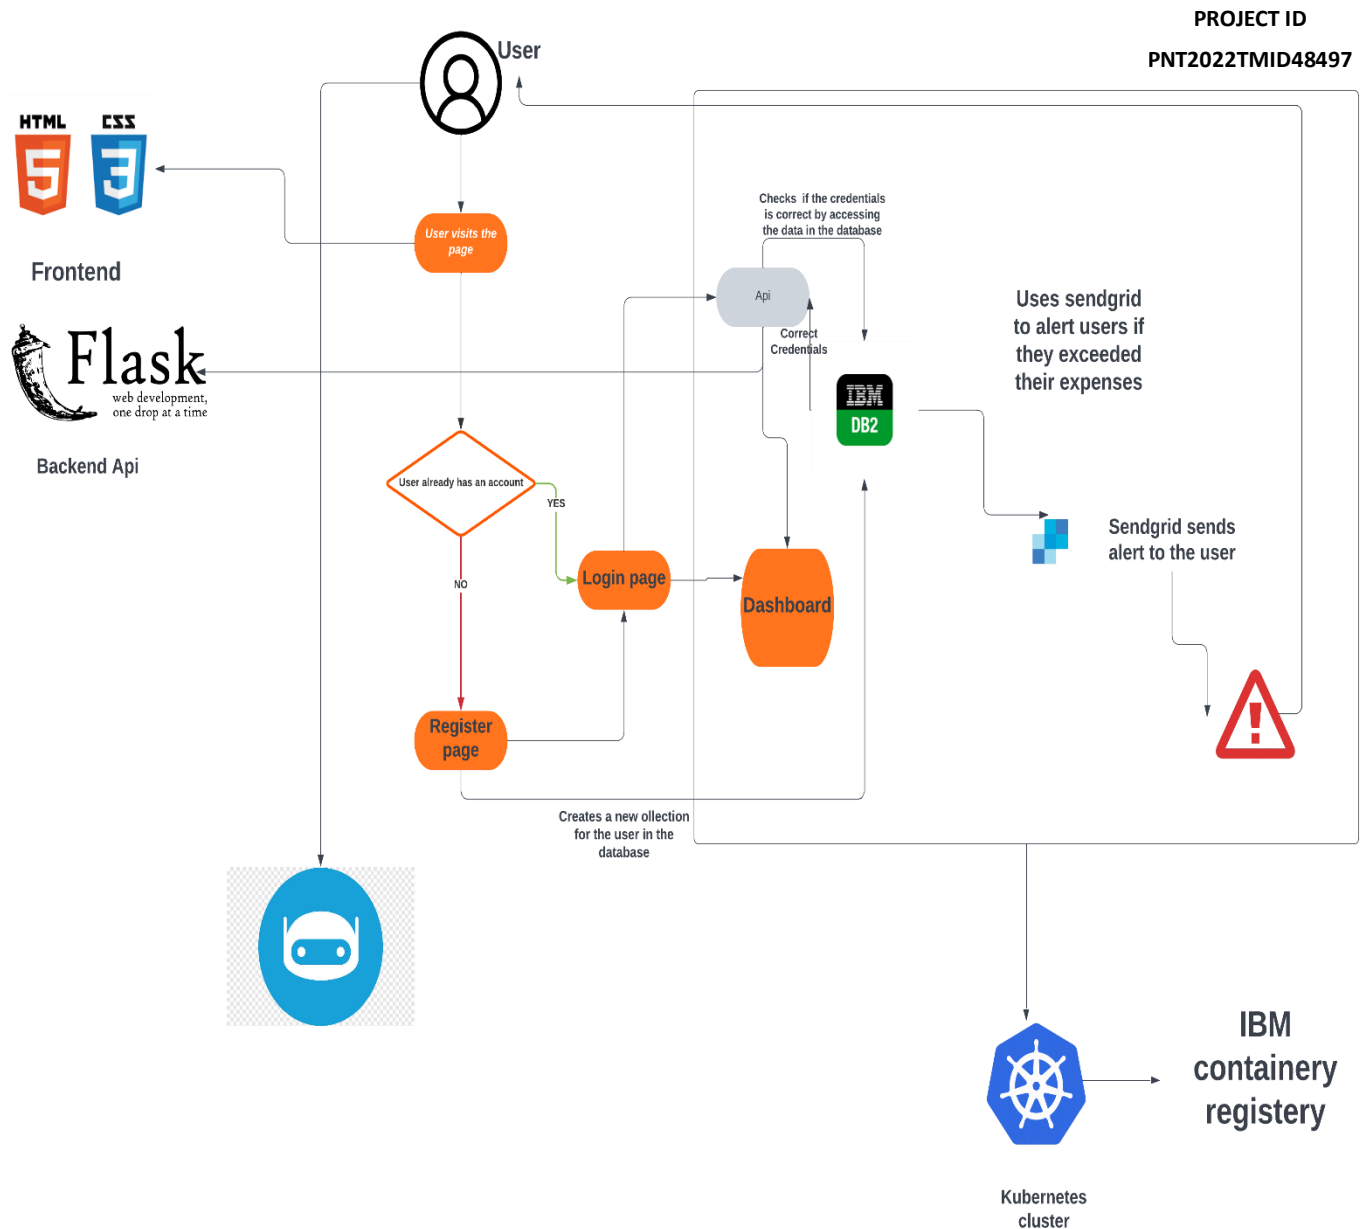 PROJECT ID
PNT2022TMID48497
User
HTML
CSS
5
3
User visits the
page
Checks if the credentials
is correct by accessing
the data in the database
Frontend
Api
Uses sendgrid
to alert users if
they exceeded
their expenses
Correct
Credentials
Flask
web development,
one drop at a time
IBM
DB2
Backend Api
User already has an account
YES
Sendgrid sends
alert to the user
NO
Login page
Dashboard
Register
page
!
Creates a new ollection
for the user in the
database
IBM
containery
registery
Kubernetes
cluster